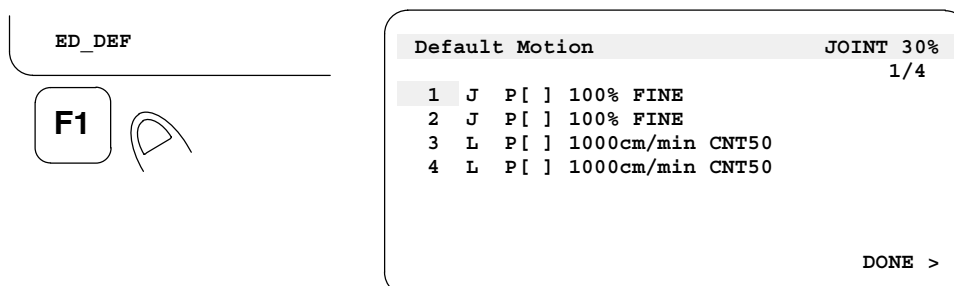 ED_DEF
F1
Default Motion JOINT 30%
1/4
1 J P[ ] 100% FINE
2 J P[ ] 100% FINE
3 L P[ ] 1000cm/min CNT50
4 L P[ ] 1000cm/min CNT50
DONE >